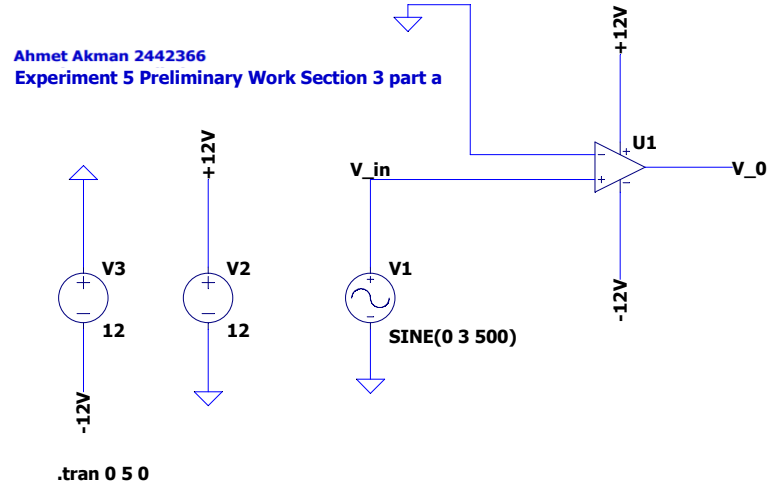 Ahmet Akman 2442366
Experiment 5 Preliminary Work Section 3 part a
+12V
U1
V_in
V_0
+12V
-12V
V3
12
V2
12
V1
SINE(0 3 500)
-12V
.tran 0 5 0